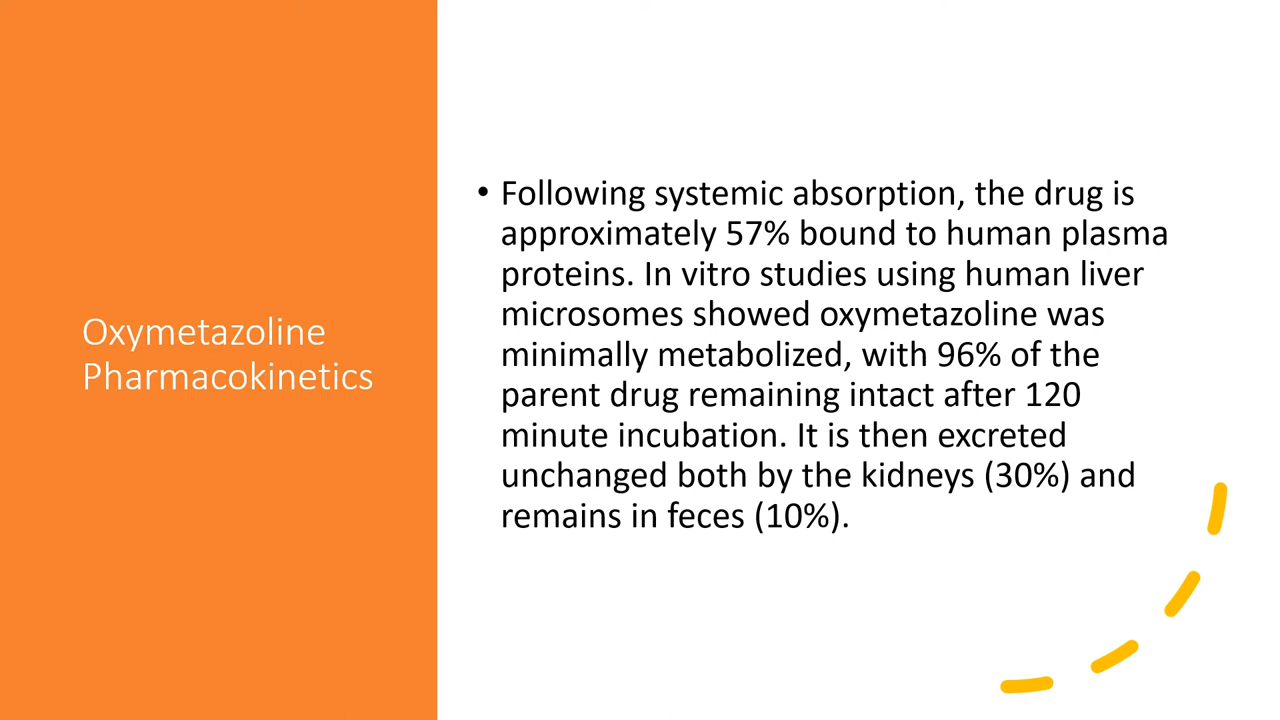 Oxymetazoline
Pharmacokinetics
• Following systemic absorption, the drug is
approximately 57% bound to human plasma
proteins. In vitro studies using human liver
microsomes showed oxymetazoline was
minimally metabolized, with 96% of the
parent drug remaining intact after 120
minute incubation. It is then excreted
unchanged both by the kidneys (30%) and
remains in feces (10%).